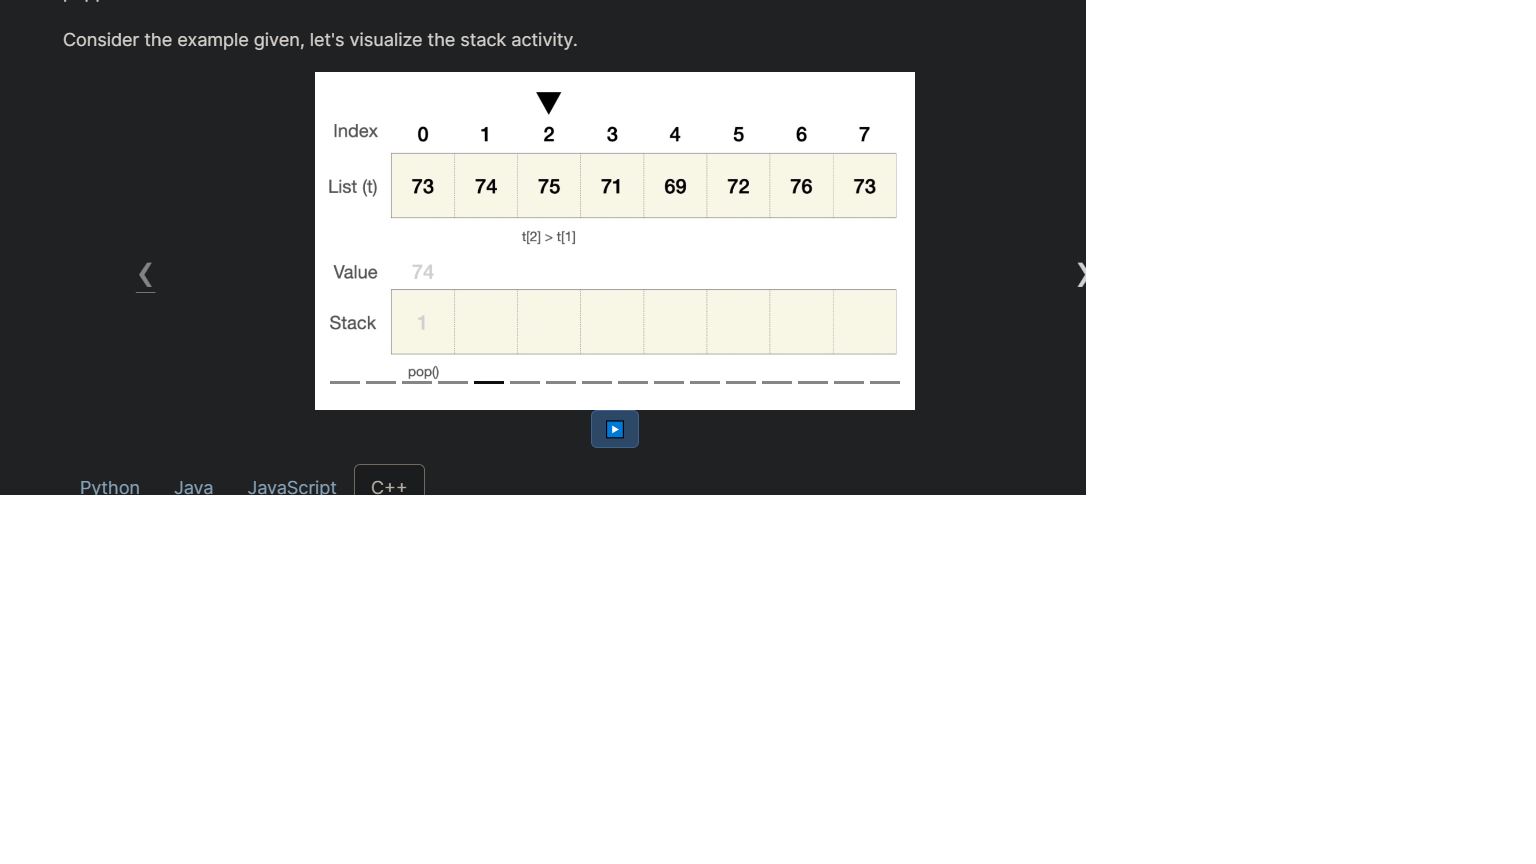 Consider the example given, let's visualize the stack activity.
Index 0 1 2 3 4 5 6 7
List (t) 73 74 75 71 69 72 76 73
t[2] > t[1]
Value 74
Stack 1
pop()
Python Java JavaScript C++